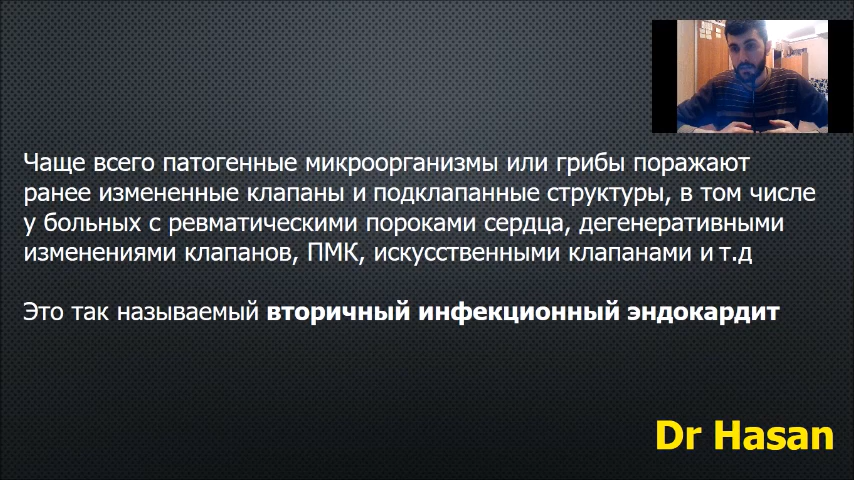 Чаще всего патогенные микроорганизмы или грибы поражают
ранее измененные клапаны и подклапанные структуры, в том числе
у больных с ревматическими пороками сердца, дегенеративными
изменениями клапанов, ПМК, искусственными клапанами и т.д
Это так называемый вторичный инфекционный эндокардит
Dr Hasan